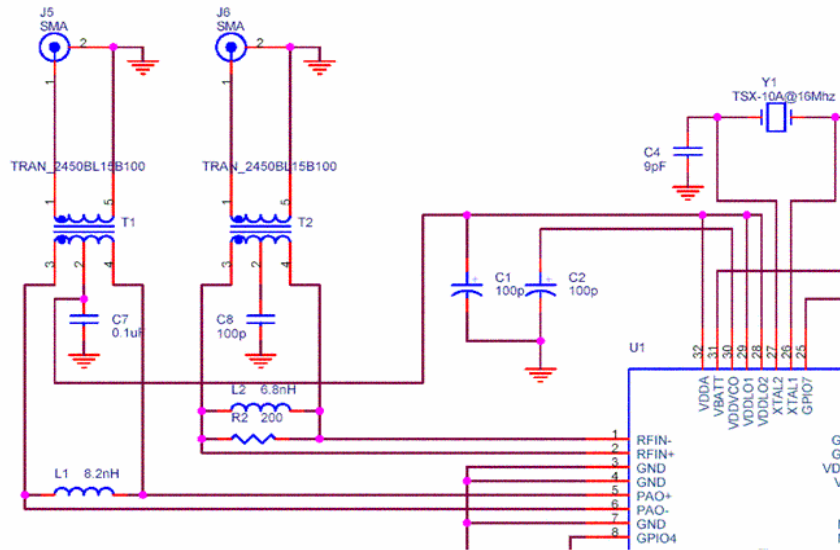 J5
SMA
2
1
J6
SMA
2
1
Y1
TSX-10A@16Mhz
C4
9pF
TRAN_2450BL15B100
TRAN_2450BL15B100
1
5
T1
3
2
4
1
5
T2
3
2
4
C7
0.1uF
C8
100p
C1
100p
C2
100p
L2 6.8nH
R2 200
L1 8.2nH
U1
32
31
30
29
28
27
26
25
VDDA
VBATT
VDDVCO
VDDLO1
VDDLO2
XTAL2
XTAL1
GPIO7
1 RFIN-
2 RFIN+
3 GND
4 GND
5 PAO+
6 PAO-
7 GND
8 GPIO4